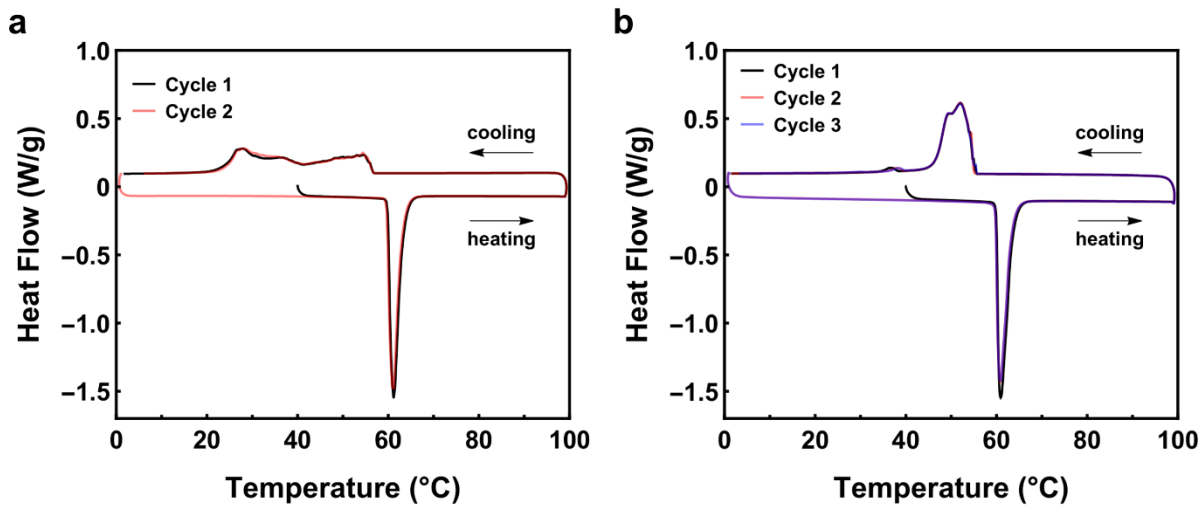 a
1.0
0.5
0
−0.5
−1.0
−1.5
Heat Flow (W/g)
Cycle 1
Cycle 2
cooling
heating
0 20 40 60 80 100
Temperature (°C)
b
1.0
0.5
0
−0.5
−1.0
−1.5
Heat Flow (W/g)
Cycle 1
Cycle 2
Cycle 3
cooling
heating
0 20 40 60 80 100
Temperature (°C)